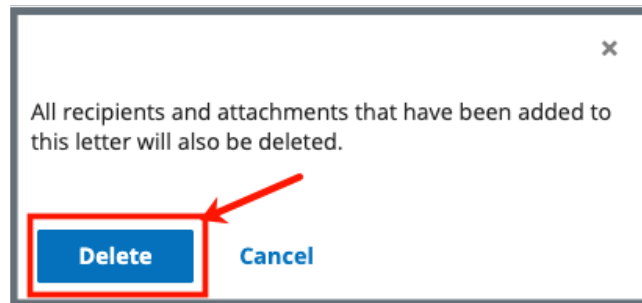 All recipients and attachments that have been added to
this letter will also be deleted.
Delete Cancel